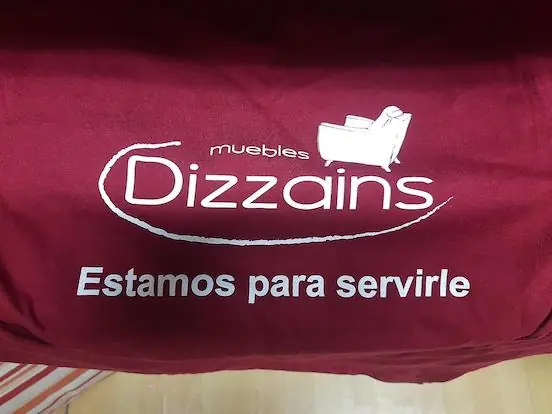 muebles
Dizzains
Estamos para servirle